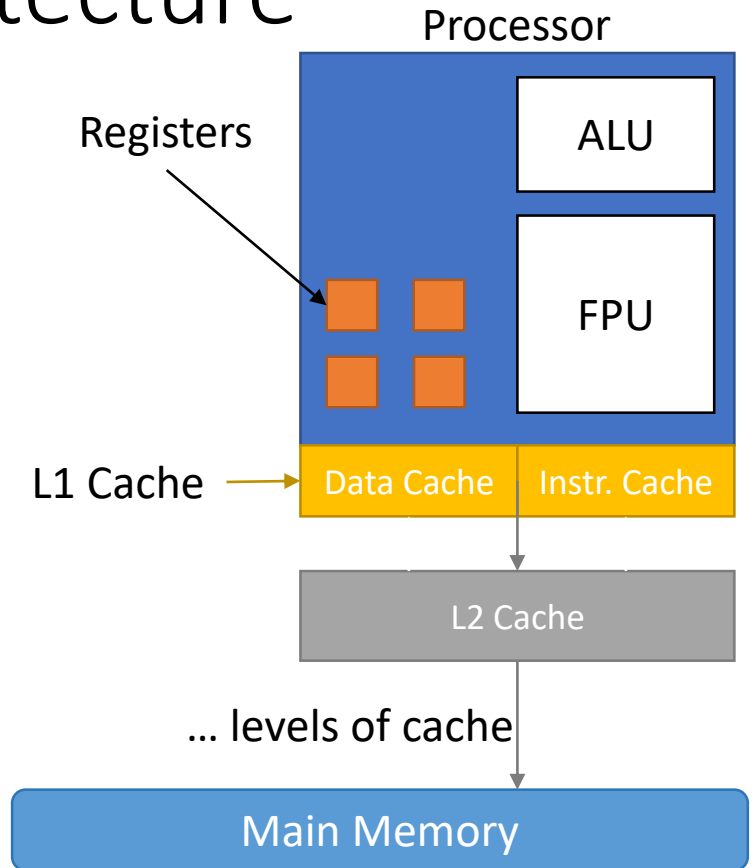 Processor
ALU
Registers
FPU
L1 Cache
Data Cache
Instr. Cache
L2 Cache
... levels of cache
Main Memory